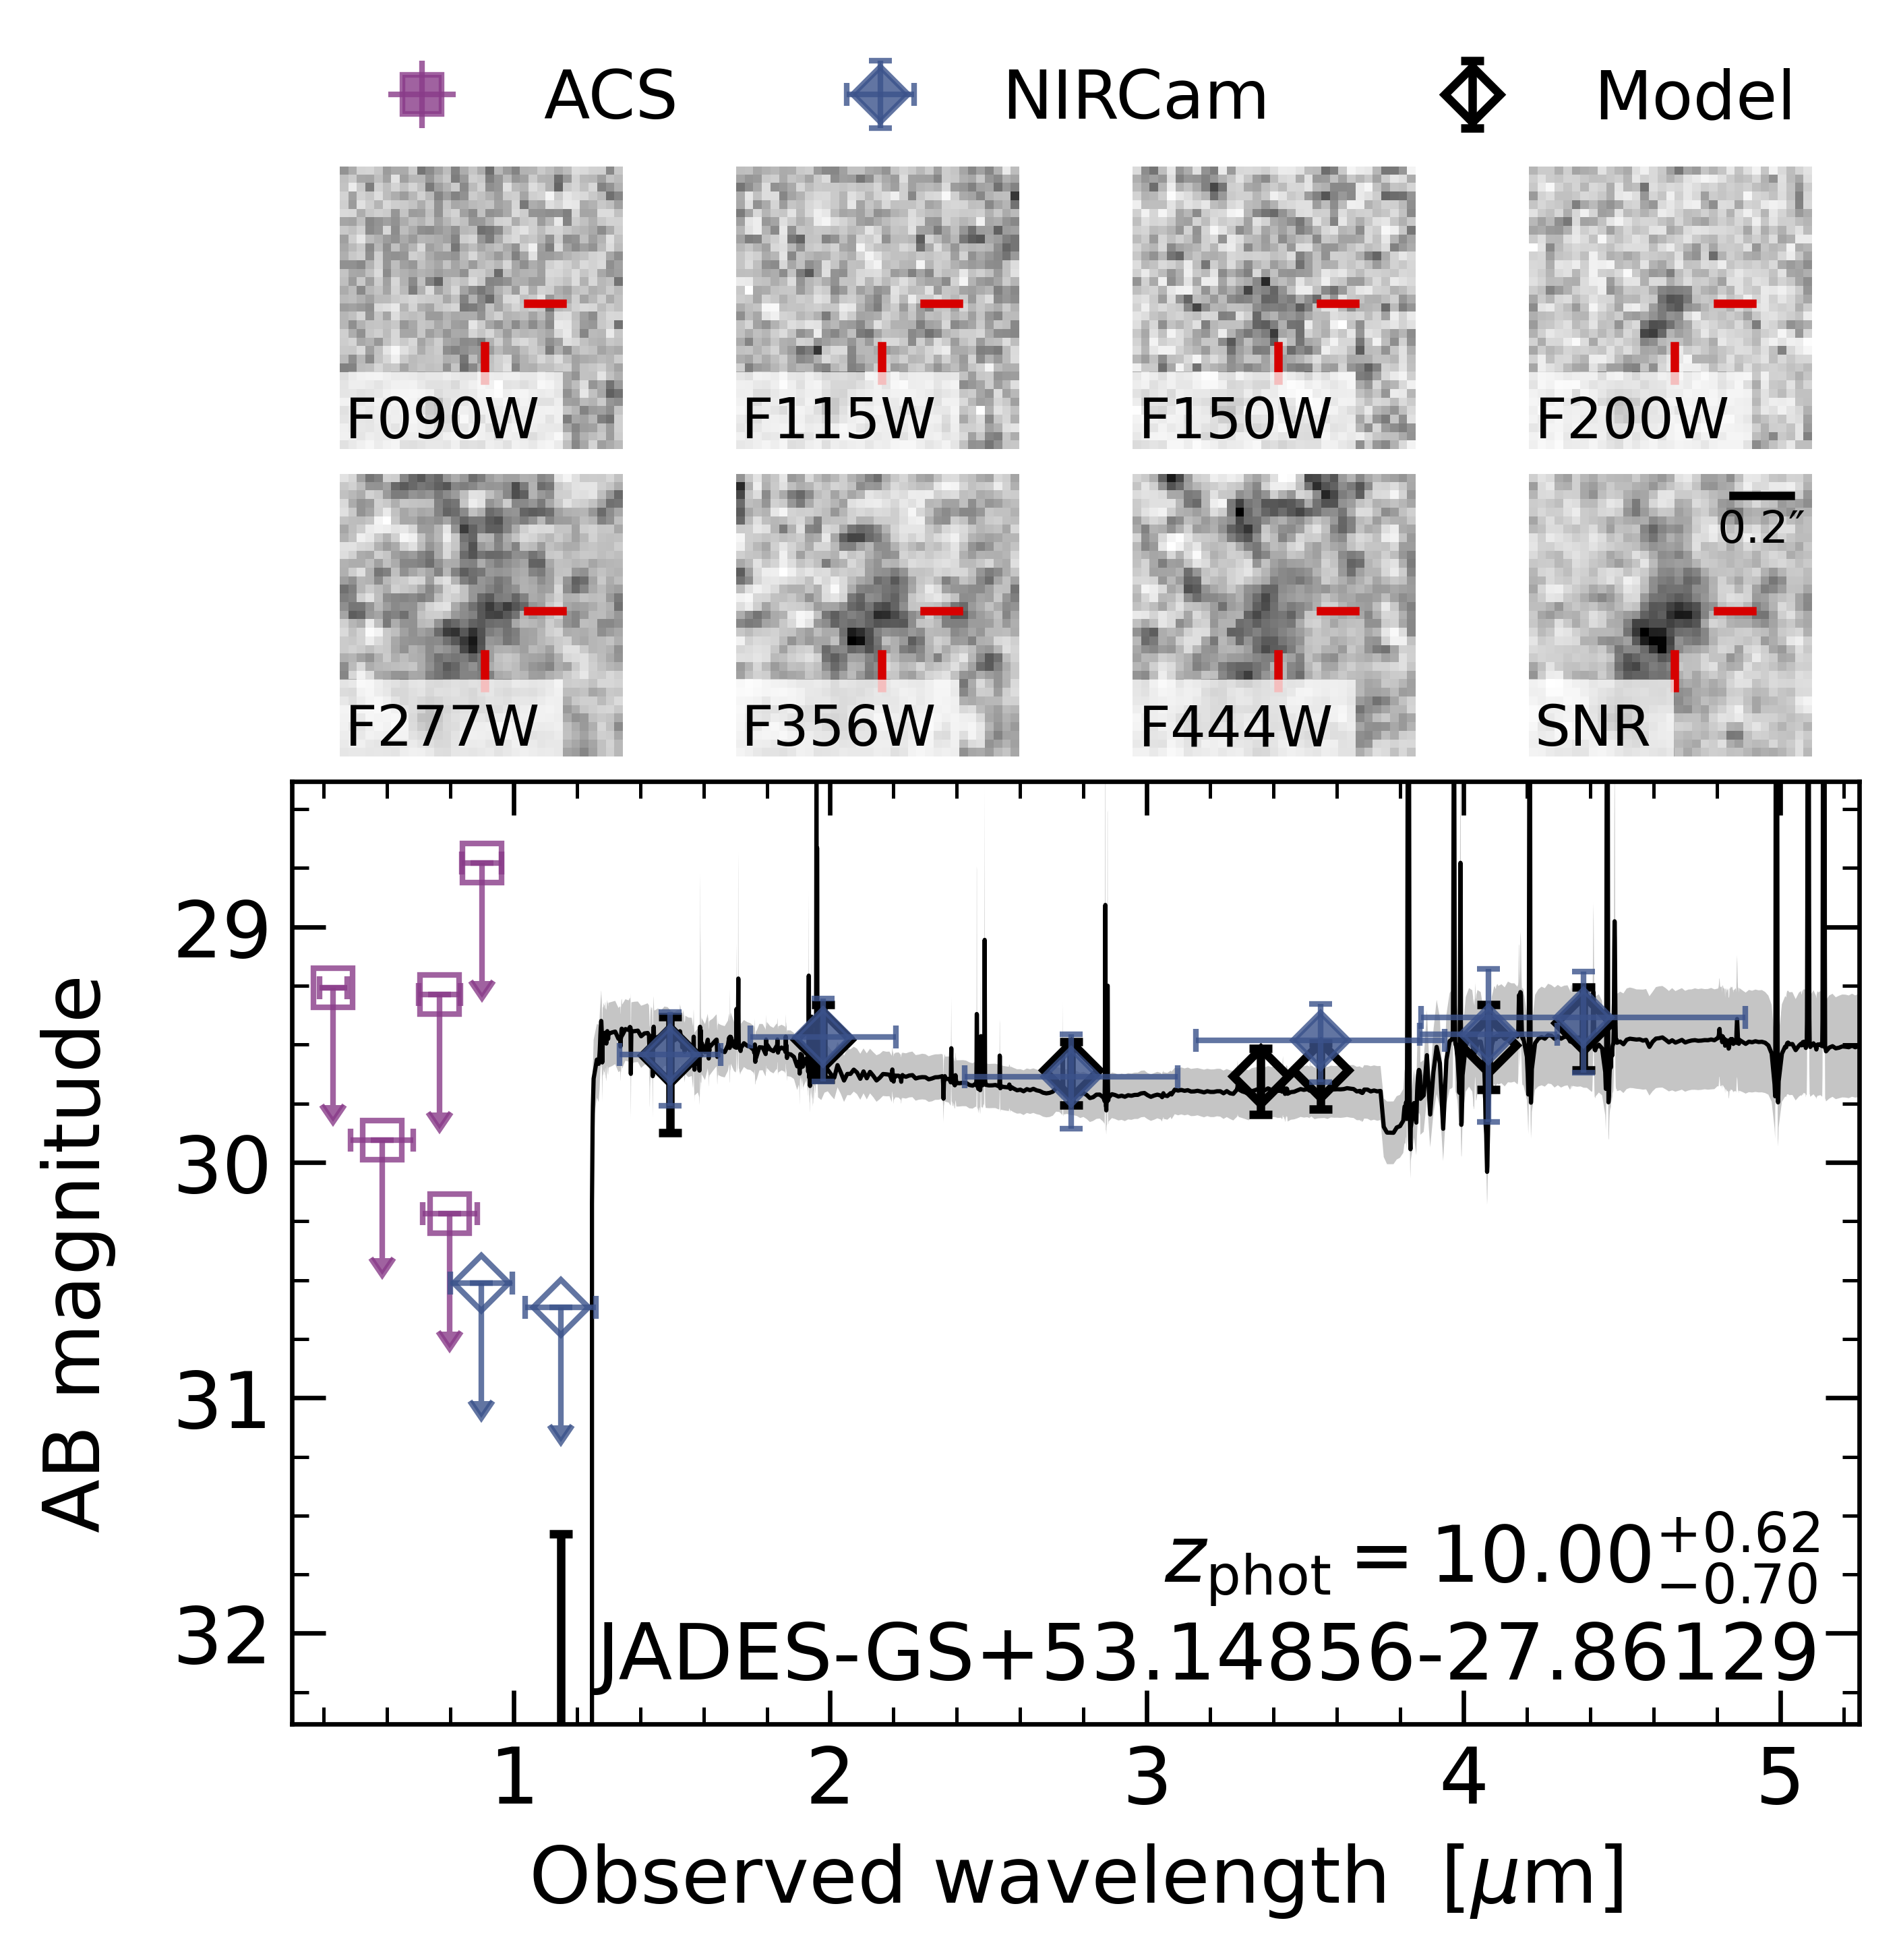 ACS NIRCam Model
F090W F115W F150W F200W
0.2″
F277W F356W F444W SNR
29
30
31
32
AB magnitude
z_phot = 10.00 +0.62 −0.70
JADES-GS+53.14856-27.86129
1 2 3 4 5
Observed wavelength [μm]